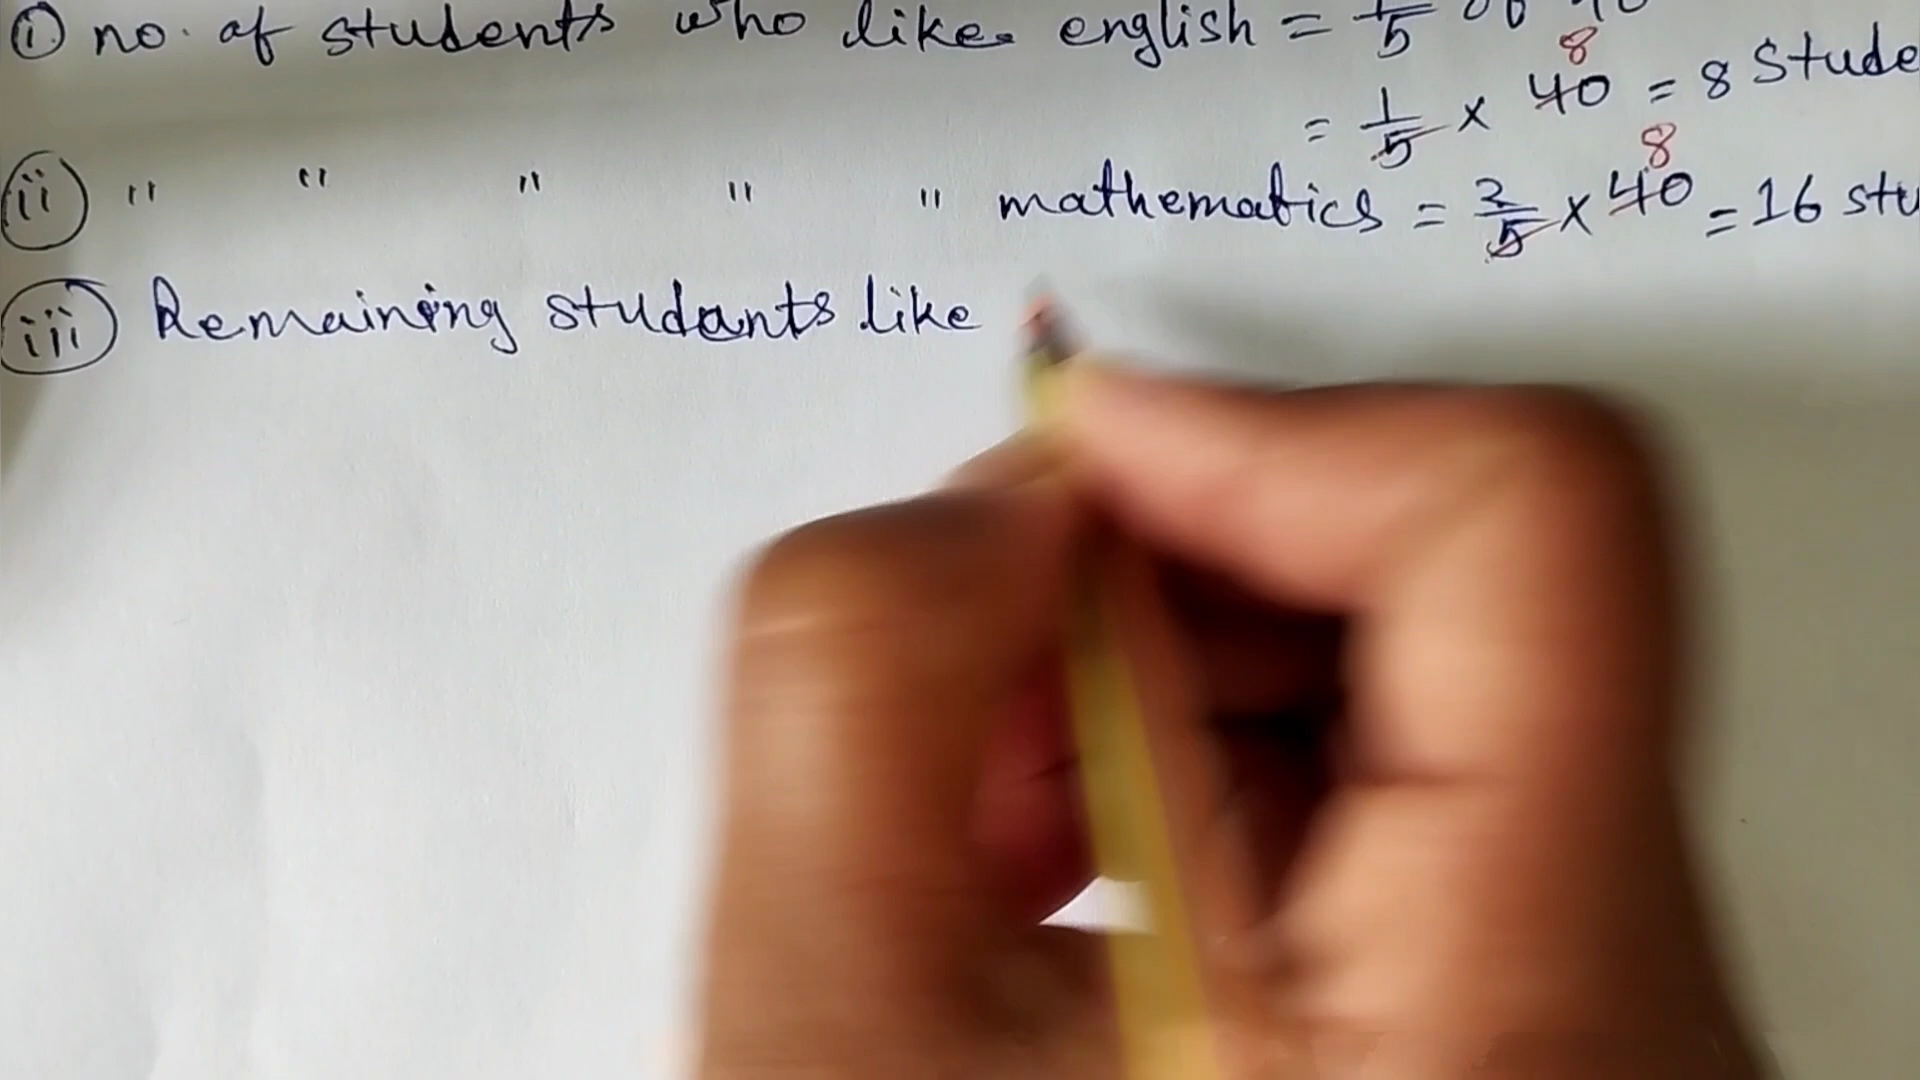 i no. of students who like english = 1/5 of 40
8
= 1/5 × 40 = 8 Stude
8
ii " " " " " mathematics = 2/5 × 40 = 16 stu
iii Remaining students like